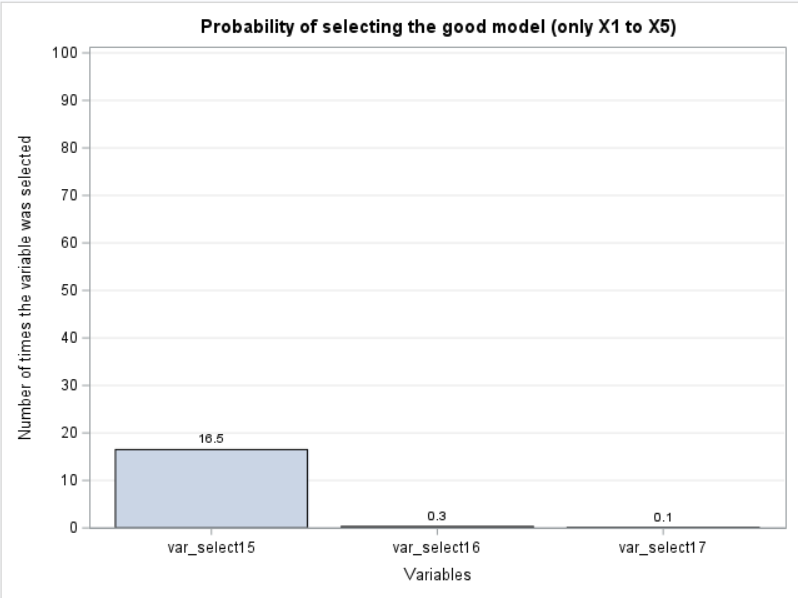 Probability of selecting the good model (only X1 to X5)
100
90
80
70
60
50
40
30
20
10
0
Number of times the variable was selected
16.5
0.3
0.1
var_select15
var_select16
var_select17
Variables